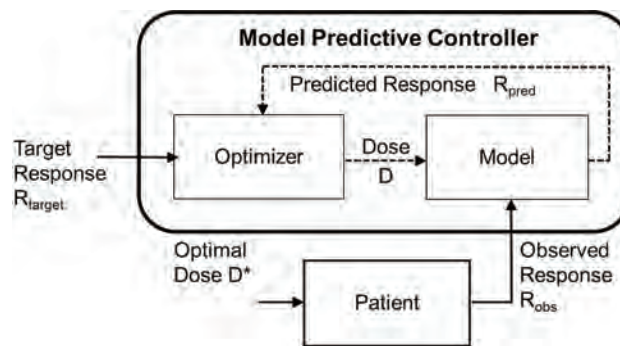 Model Predictive Controller
Predicted Response R_pred
Target
Response
R_target.
Optimizer
Dose
D
Model
Optimal
Dose D*
Patient
Observed
Response
R_obs